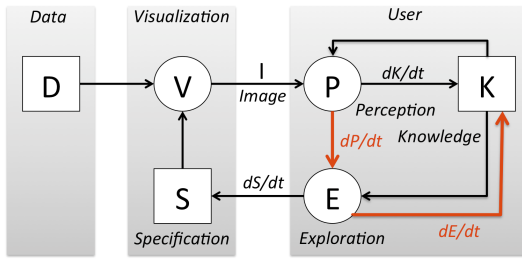 Data
Visualization
User
D
V
I
Image
P
dK/dt
K
Perception
dP/dt
Knowledge
S
dS/dt
E
Specification
Exploration
dE/dt